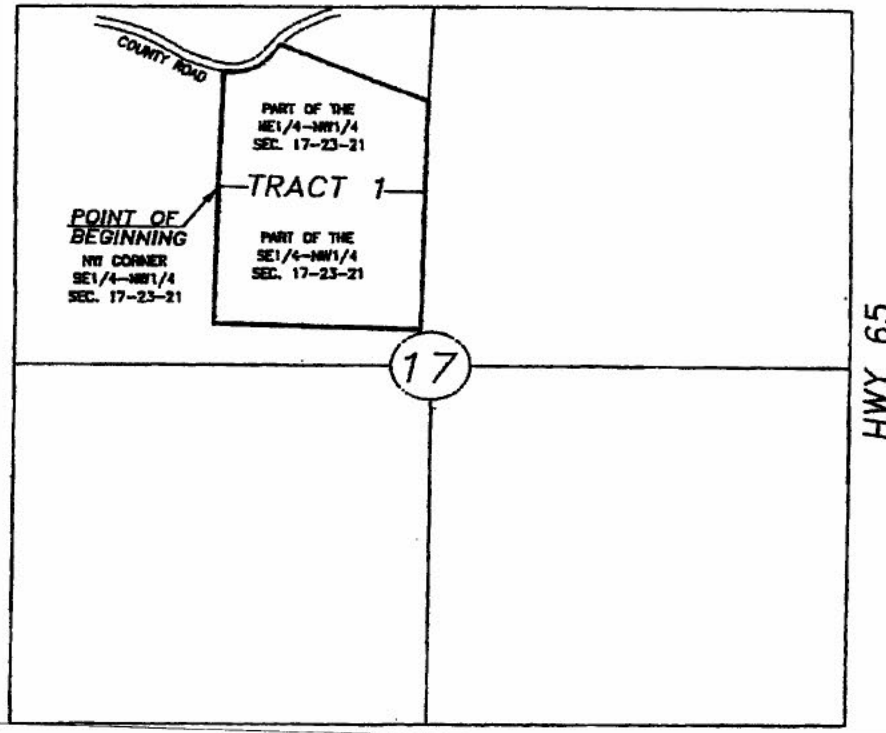 COUNTY ROAD
PART OF THE
NE1/4-NW1/4
SEC. 17-23-21
TRACT 1
POINT OF
BEGINNING
NW CORNER
SE1/4-NW1/4
SEC. 17-23-21
PART OF THE
SE1/4-NW1/4
SEC. 17-23-21
17
HWY 65